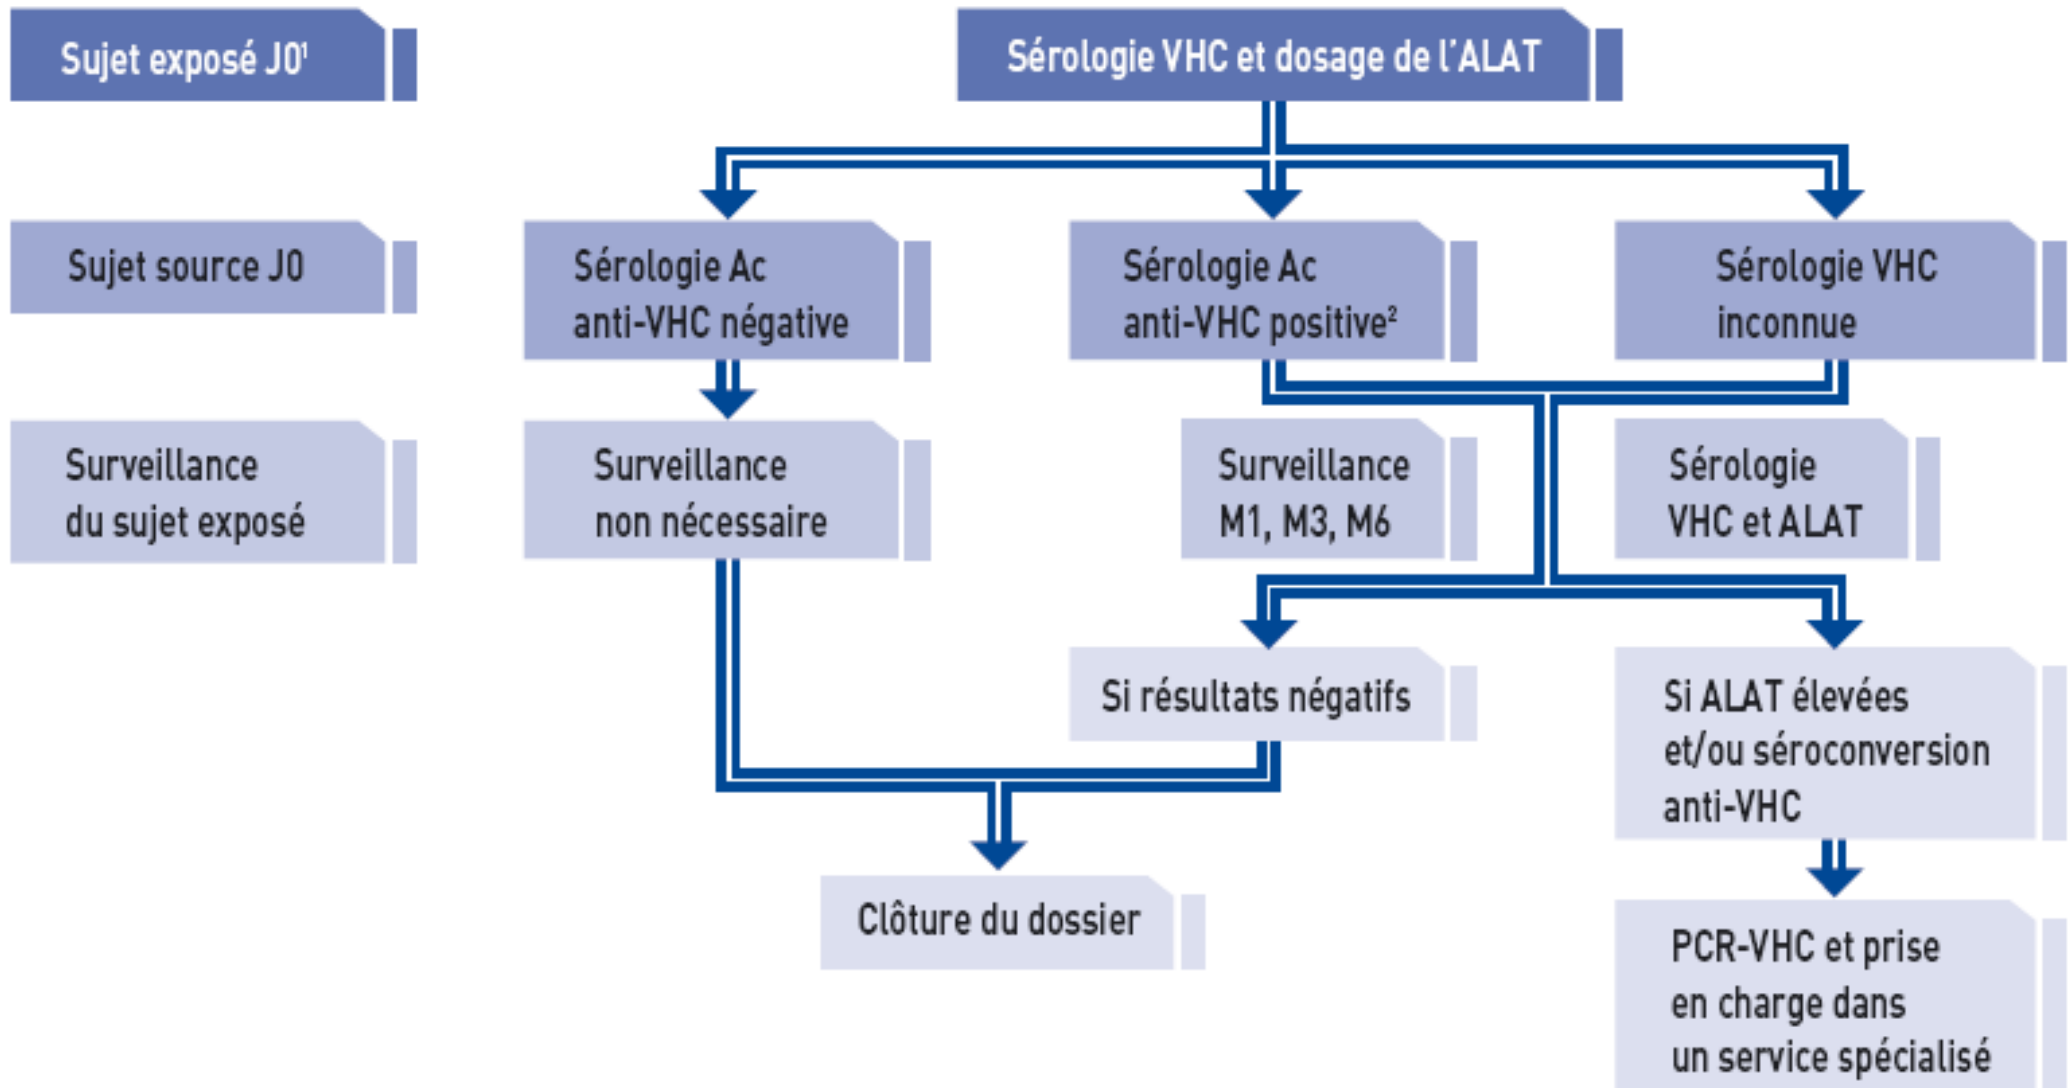 Sujet exposé J0¹
Sérologie VHC et dosage de l'ALAT
Sujet source J0
Sérologie Ac
anti-VHC négative
Sérologie Ac
anti-VHC positive²
Sérologie VHC
inconnue
Surveillance
du sujet exposé
Surveillance
non nécessaire
Surveillance
M1, M3, M6
Sérologie
VHC et ALAT
Si résultats négatifs
Si ALAT élevées
et/ou séroconversion
anti-VHC
Clôture du dossier
PCR-VHC et prise
en charge dans
un service spécialisé